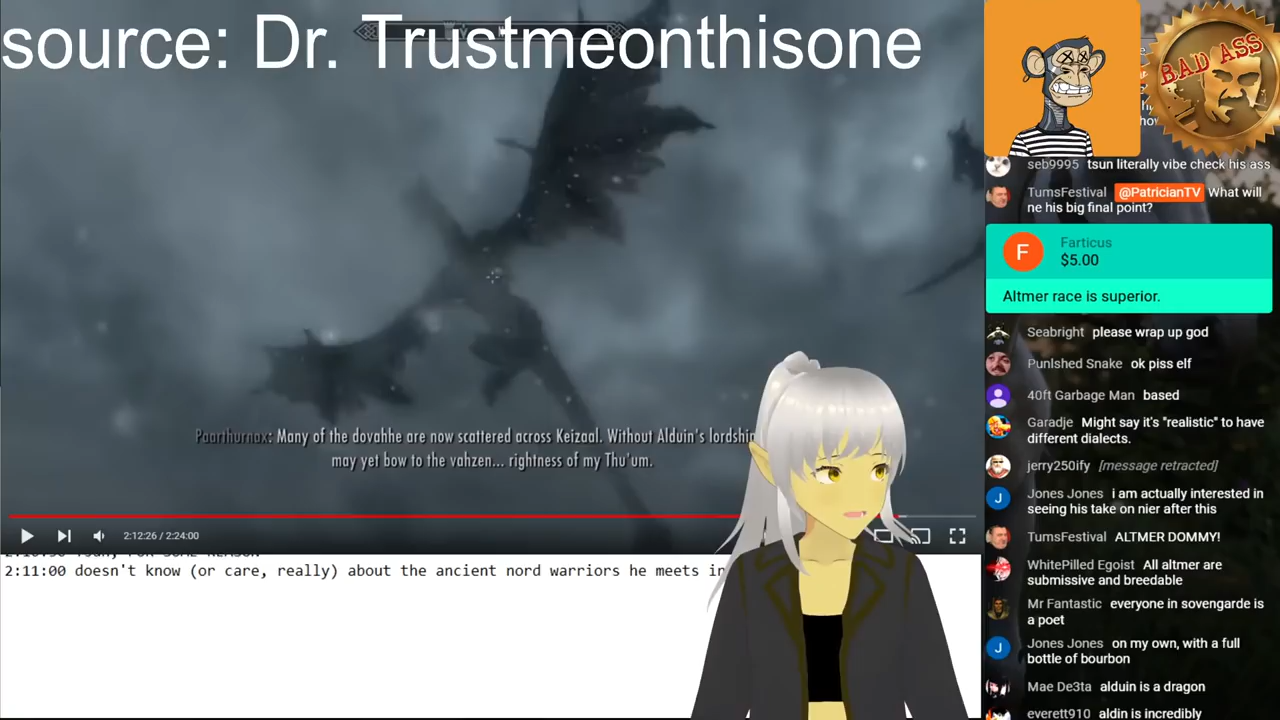 source: Dr. Trustmeonthisone
BAD ASS
seb9995 tsun literally vibe check his ass
TumsFestival @PatricianTV What will
ne his big final point?
F
Farticus
$5.00
Altmer race is superior.
Seabright please wrap up god
Punlshed Snake ok piss elf
40ft Garbage Man based
Garadje Might say it's "realistic" to have
different dialects.
jerry250ify [message retracted]
J
Jones Jones i am actually interested in
seeing his take on nier after this
TumsFestival ALTMER DOMMY!
WhitePilled Egoist All altmer are
submissive and breedable
Mr Fantastic everyone in sovengarde is
a poet
J
Jones Jones on my own, with a full
bottle of bourbon
Mae De3ta alduin is a dragon
everett910 aldin is incredibly
Paarthurnax: Many of the dovahhe are now scattered across Keizaal. Without Alduin's lordship
may yet bow to the vahzen... rightness of my Thu'um.
2:12:26 / 2:24:00
2:11:00 doesn't know (or care, really) about the ancient nord warriors he meets in